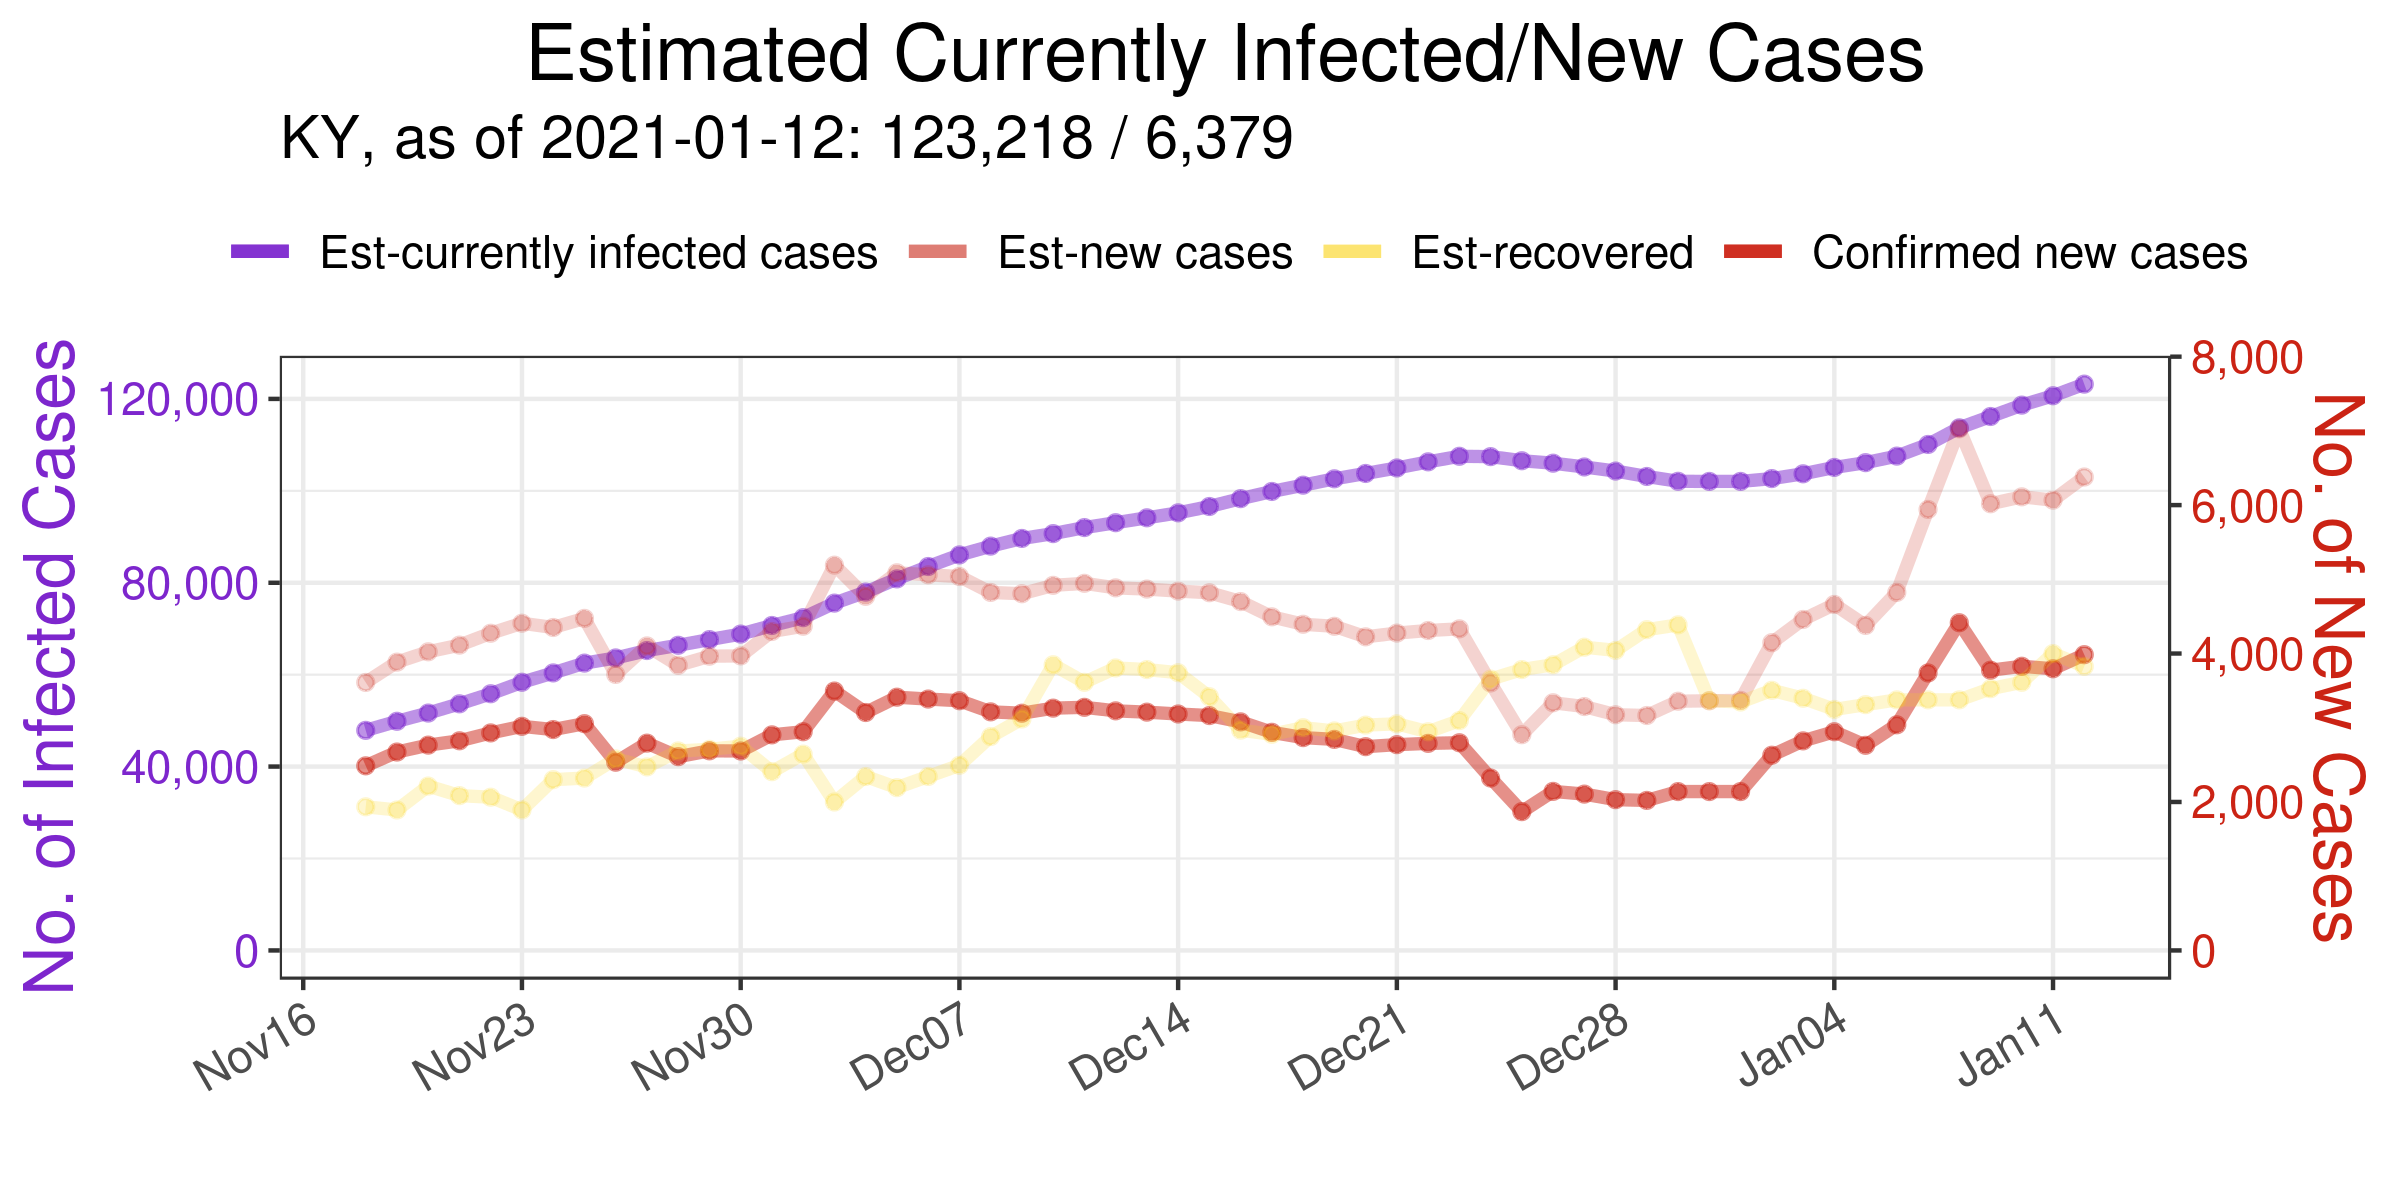 Estimated Currently Infected/New Cases
KY, as of 2021-01-12: 123,218 / 6,379
Est-currently infected cases Est-new cases Est-recovered Confirmed new cases
No. of Infected Cases
120,000
80,000
40,000
0
8,000
6,000
4,000
2,000
0
No. of New Cases
Nov16 Nov23 Nov30 Dec07 Dec14 Dec21 Dec28 Jan04 Jan11